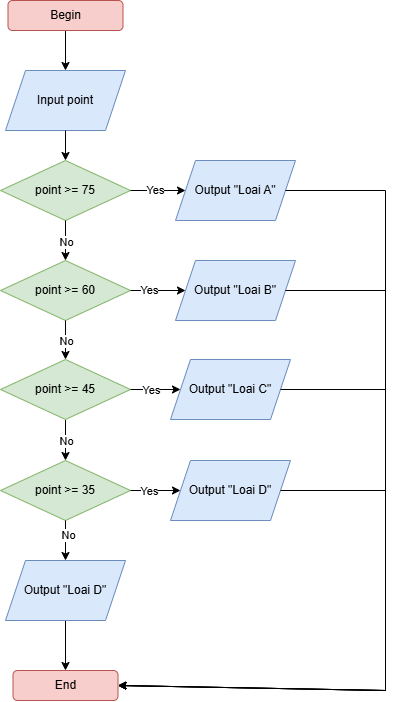 Begin
Input point
point >= 75
Yes
Output "Loai A"
No
point >= 60
Yes
Output "Loai B"
No
point >= 45
Yes
Output "Loai C"
No
point >= 35
Yes
Output "Loai D"
No
Output "Loai D"
End